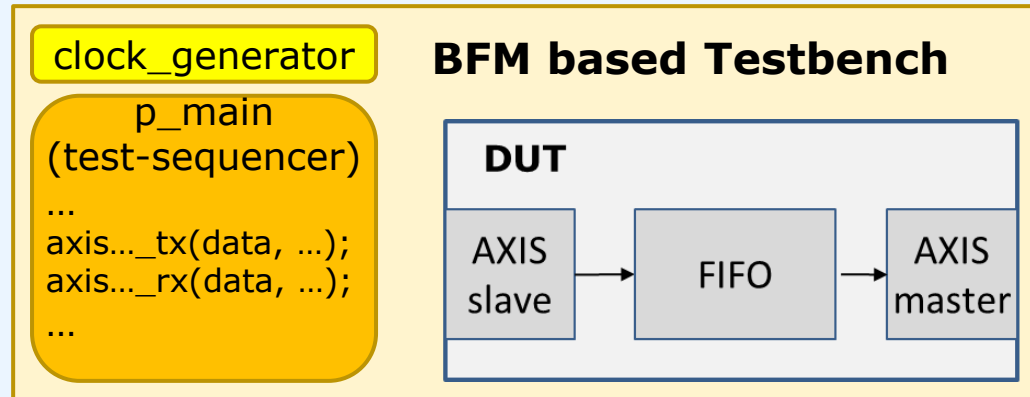 clock_generator
BFM based Testbench
p_main
(test-sequencer)
...
axis..._tx(data, ...);
axis..._rx(data, ...);
...
DUT
AXIS
slave
FIFO
AXIS
master